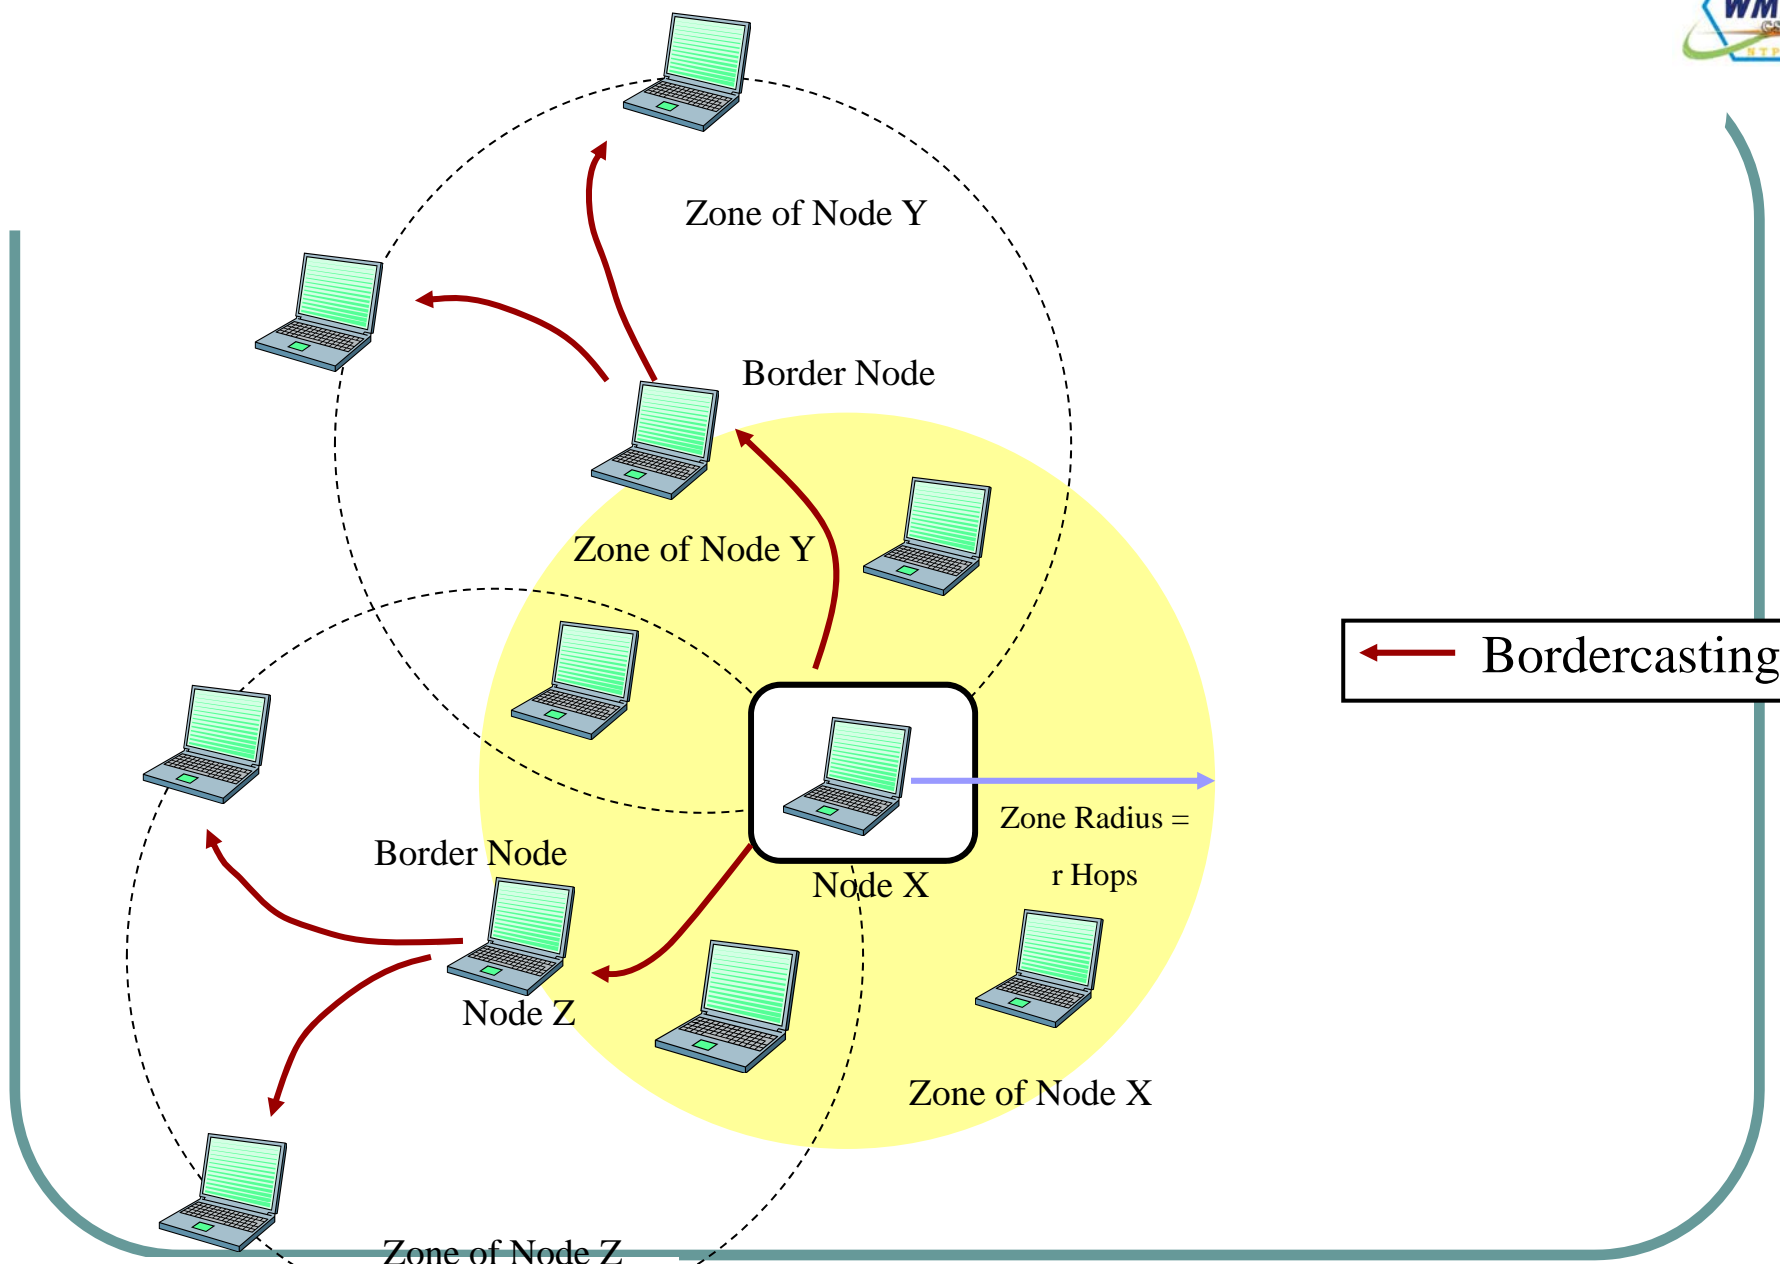 WM
Zone of Node Y
Border Node
Zone of Node Y
Bordercasting
Zone Radius =
r Hops
Border Node
Node X
Node Z
Zone of Node X
Zone of Node Z